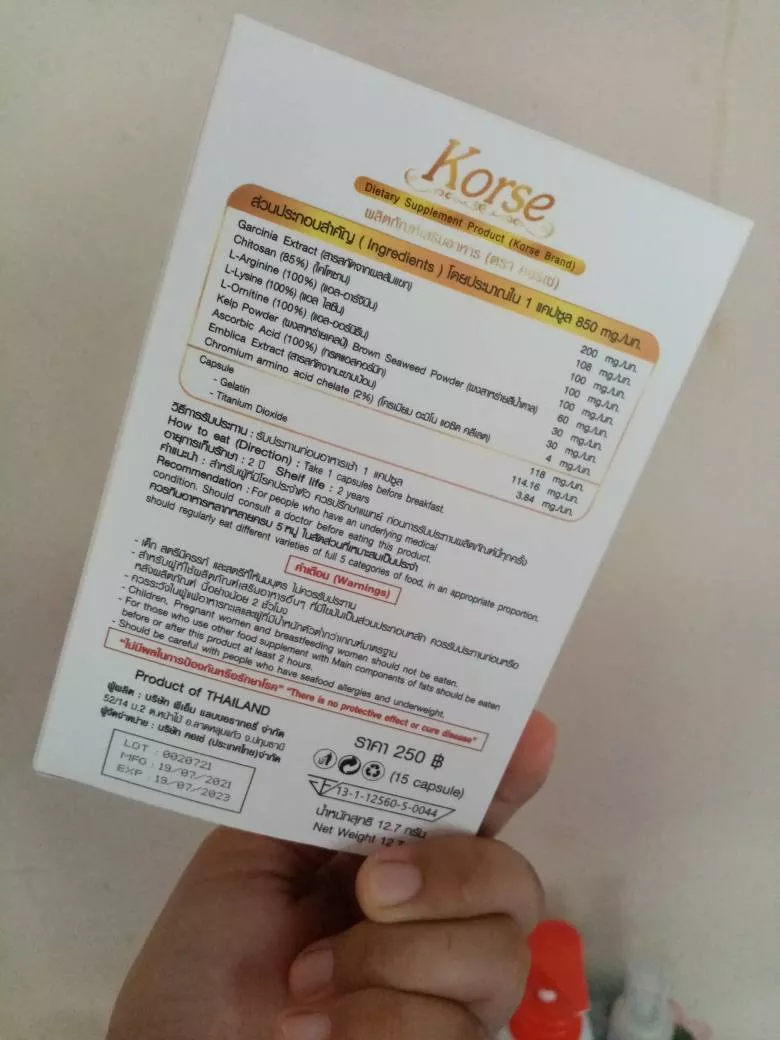 Korse
Dietary Supplement Product (Korse Brand)
ผลิตภัณฑ์เสริมอาหาร (ตรา คอร์เซ่)
ส่วนประกอบสำคัญ ( Ingredients ) โดยประมาณใน 1 แคปซูล 850 mg./มก.
Garcinia Extract (สารสกัดจากผลส้มแขก) 200 mg./มก.
Chitosan (85%) (ไคโตซาน) 108 mg./มก.
L-Arginine (100%) (แอล-อาร์จินีน) 100 mg./มก.
L-Lysine (100%) (แอล ไลซีน) 100 mg./มก.
L-Ornitine (100%) (แอล-ออร์นิธีน) 100 mg./มก.
Kelp Powder (ผงสาหร่ายเคลป์) Brown Seaweed Powder (ผงสาหร่ายสีน้ำตาล) 60 mg./มก.
Ascorbic Acid (100%) (กรดแอสคอร์บิก) 30 mg./มก.
Emblica Extract (สารสกัดจากมะขามป้อม) 30 mg./มก.
Chromium amino acid chelate (2%) (โครเมียม อะมิโน แอซิด คีเลต) 4 mg./มก.
Capsule 118 mg./มก.
- Gelatin 114.16 mg./มก.
- Titanium Dioxide 3.84 mg./มก.
วิธีการรับประทาน : รับประทานก่อนอาหารเช้า 1 แคปซูล
How to eat (Direction) : Take 1 capsules before breakfast.
อายุการเก็บรักษา : 2 ปี Shelf life : 2 years
คำแนะนำ : สำหรับผู้ที่มีโรคประจำตัว ควรปรึกษาแพทย์ ก่อนการรับประทานผลิตภัณฑ์นี้ทุกครั้ง
Recommendation : For people who have an underlying medical
condition. Should consult a doctor before eating this product.
ควรกินอาหารหลากหลายครบ 5 หมู่ ในสัดส่วนที่เหมาะสมเป็นประจำ
should regularly eat different varieties of full 5 categories of food, in an appropriate proportion.
คำเตือน (Warnings)
- เด็ก สตรีมีครรภ์ และสตรีที่ให้นมบุตร ไม่ควรรับประทาน
- สำหรับผู้ที่ใช้ผลิตภัณฑ์เสริมอาหารอื่นๆ ที่มีไขมันเป็นส่วนประกอบหลัก ควรรับประทานก่อนหรือ
หลังผลิตภัณฑ์ นี้อย่างน้อย 2 ชั่วโมง
- ควรระวังในผู้แพ้อาหารทะเลและผู้ที่มีน้ำหนักตัวต่ำกว่าเกณฑ์มาตรฐาน
- Children, Pregnant women and breastfeeding women should not be eaten.
- For those who use other food supplement with Main components of fats should be eaten
before or after this product at least 2 hours.
- Should be careful with people who have seafood allergies and underweight.
"ไม่มีผลในการป้องกันหรือรักษาโรค" "There is no protective effect or cure disease"
Product of THAILAND
ผู้ผลิต : บริษัท พีเอ็ม แลบบอราทอรี่ จำกัด
52/14 ม.2 ต.หน้าไม้ อ.ลาดหลุมแก้ว จ.ปทุมธานี
ผู้จัดจำหน่าย : บริษัท คอเซ่ (ประเทศไทย)จำกัด
LOT : 0020721
MFG : 19/07/2021
EXP : 19/07/2023
ราคา 250 ฿
(15 capsule)
13-1-12560-5-0044
น้ำหนักสุทธิ 12.7 กรัม
Net Weight 12.7